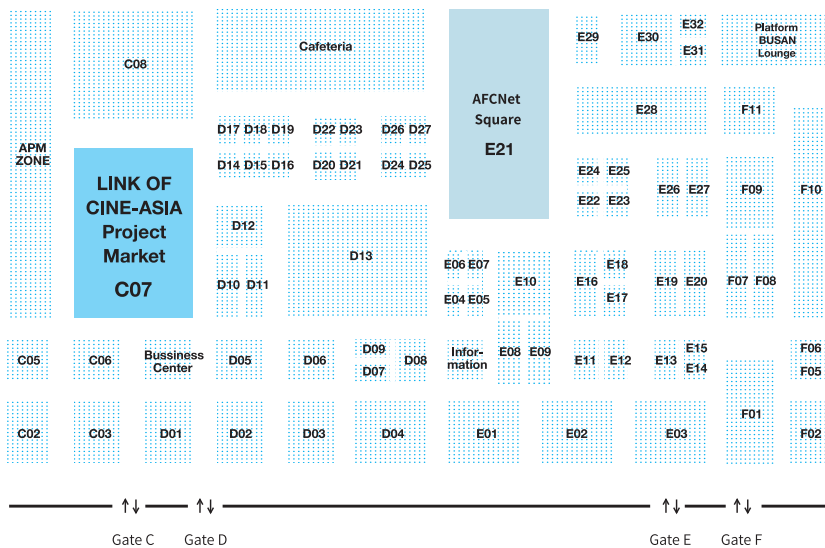 E32
Platform
BUSAN
Lounge
E29
E30
E31
Cafeteria
C08
AFCNet
Square
E21
E28
F11
D17 D18 D19
D22 D23
D26 D27
APM
ZONE
D14 D15 D16
D20 D21
D24 D25
E24 E25
E26 E27
F09
F10
LINK OF
CINE-ASIA
Project
Market
C07
E22 E23
D12
D13
E06 E07
E18
D10 D11
E10
E16
E19 E20
F07 F08
E04 E05
E17
C05
C06
Bussiness
Center
D05
D06
D09
D08
D07
Infor-
mation
E08 E09
E11 E12
E13
E15
E14
F06
F05
F01
C02
C03
D01
D02
D03
D04
E01
E02
E03
F02
↑↓
↑↓
↑↓
↑↓
Gate C
Gate D
Gate E
Gate F